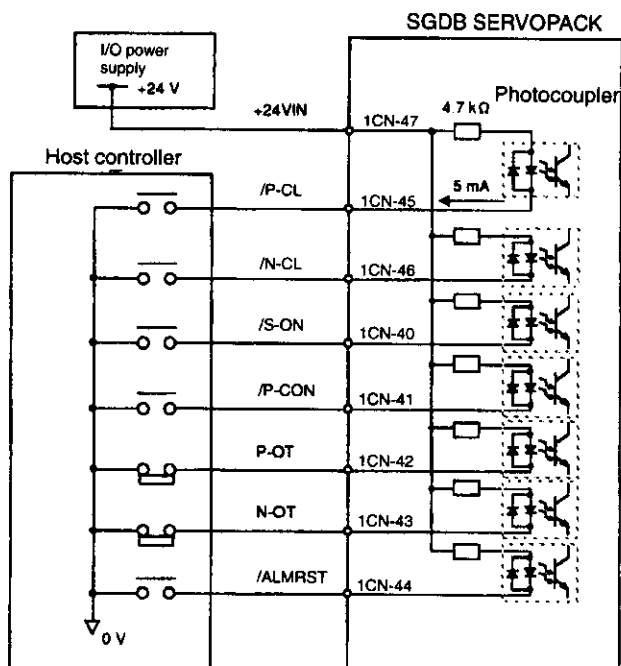 SGDB SERVOPACK
I/O power
supply
+24 V
Photocoupler
+24VIN
1CN-47
4.7 kΩ
Host controller
/P-CL
1CN-45
5 mA
/N-CL
1CN-46
/S-ON
1CN-40
/P-CON
1CN-41
P-OT
1CN-42
N-OT
1CN-43
/ALMRST
1CN-44
0 V